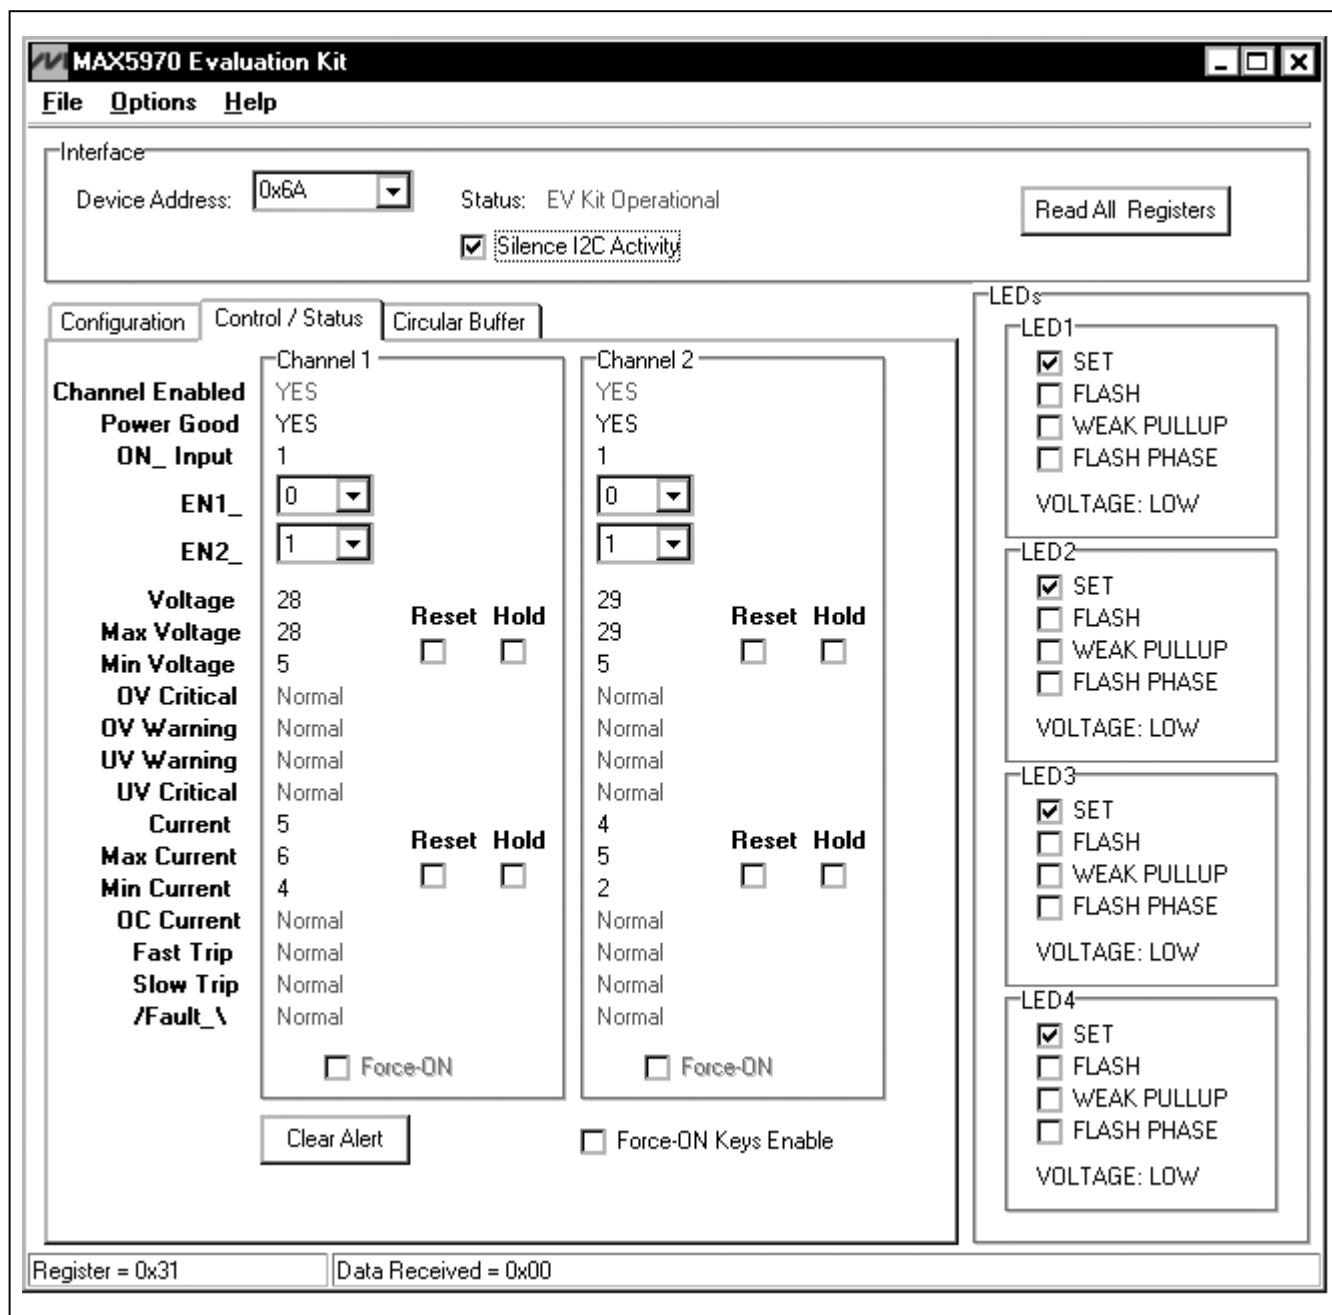 MAX5970 Evaluation Kit
File Options Help
Interface
Device Address: 0x6A Status: EV Kit Operational Read All Registers
Silence I2C Activity
Configuration Control / Status Circular Buffer
Channel 1 Channel 2
Channel Enabled YES YES
Power Good YES YES
ON_ Input 1 1
EN1_ 0 0
EN2_ 1 1
Voltage 28 29
Reset Hold Reset Hold
Max Voltage 28 29
Min Voltage 5 5
OV Critical Normal Normal
OV Warning Normal Normal
UV Warning Normal Normal
UV Critical Normal Normal
Current 5 4
Reset Hold Reset Hold
Max Current 6 5
Min Current 4 2
OC Current Normal Normal
Fast Trip Normal Normal
Slow Trip Normal Normal
/Fault_\ Normal Normal
Force-ON Force-ON
Clear Alert Force-ON Keys Enable
LEDs
LED1
SET
FLASH
WEAK PULLUP
FLASH PHASE
VOLTAGE: LOW
LED2
SET
FLASH
WEAK PULLUP
FLASH PHASE
VOLTAGE: LOW
LED3
SET
FLASH
WEAK PULLUP
FLASH PHASE
VOLTAGE: LOW
LED4
SET
FLASH
WEAK PULLUP
FLASH PHASE
VOLTAGE: LOW
Register = 0x31 Data Received = 0x00